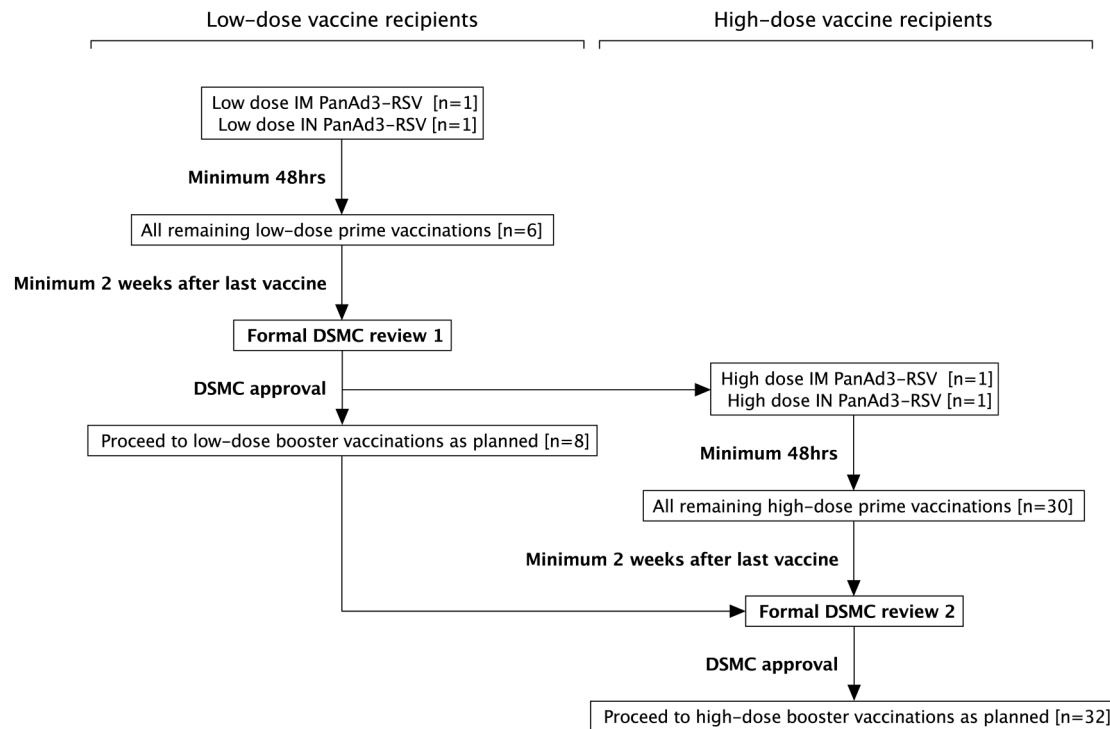 Low-dose vaccine recipients
High-dose vaccine recipients
Low dose IM PanAd3-RSV [n=1]
Low dose IN PanAd3-RSV [n=1]
Minimum 48hrs
All remaining low-dose prime vaccinations [n=6]
Minimum 2 weeks after last vaccine
Formal DSMC review 1
DSMC approval
High dose IM PanAd3-RSV [n=1]
High dose IN PanAd3-RSV [n=1]
Proceed to low-dose booster vaccinations as planned [n=8]
Minimum 48hrs
All remaining high-dose prime vaccinations [n=30]
Minimum 2 weeks after last vaccine
Formal DSMC review 2
DSMC approval
Proceed to high-dose booster vaccinations as planned [n=32]